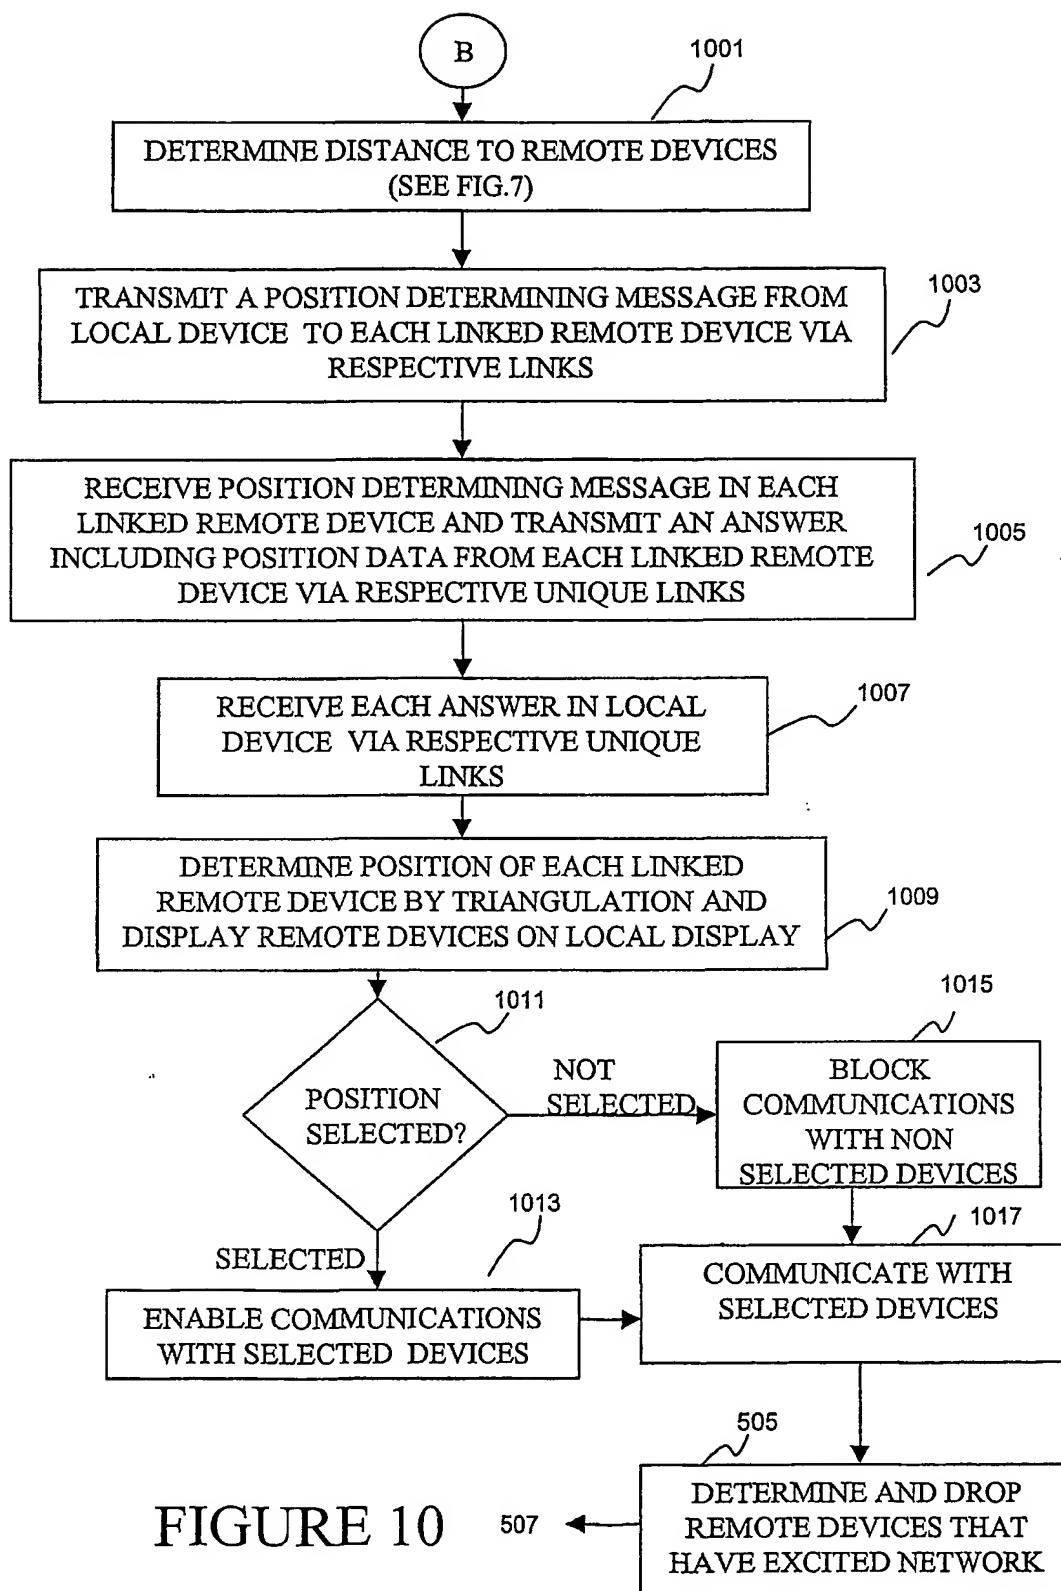 B
1001
DETERMINE DISTANCE TO REMOTE DEVICES
(SEE FIG.7)
TRANSMIT A POSITION DETERMINING MESSAGE FROM
LOCAL DEVICE TO EACH LINKED REMOTE DEVICE VIA
RESPECTIVE LINKS
1003
RECEIVE POSITION DETERMINING MESSAGE IN EACH
LINKED REMOTE DEVICE AND TRANSMIT AN ANSWER
INCLUDING POSITION DATA FROM EACH LINKED REMOTE
DEVICE VIA RESPECTIVE UNIQUE LINKS
1005
RECEIVE EACH ANSWER IN LOCAL
DEVICE VIA RESPECTIVE UNIQUE
LINKS
1007
DETERMINE POSITION OF EACH LINKED
REMOTE DEVICE BY TRIANGULATION AND
DISPLAY REMOTE DEVICES ON LOCAL DISPLAY
1009
1011
POSITION
SELECTED?
NOT
SELECTED
1015
BLOCK
COMMUNICATIONS
WITH NON
SELECTED DEVICES
SELECTED
1013
ENABLE COMMUNICATIONS
WITH SELECTED DEVICES
1017
COMMUNICATE WITH
SELECTED DEVICES
505
DETERMINE AND DROP
REMOTE DEVICES THAT
HAVE EXCITED NETWORK
507
FIGURE 10